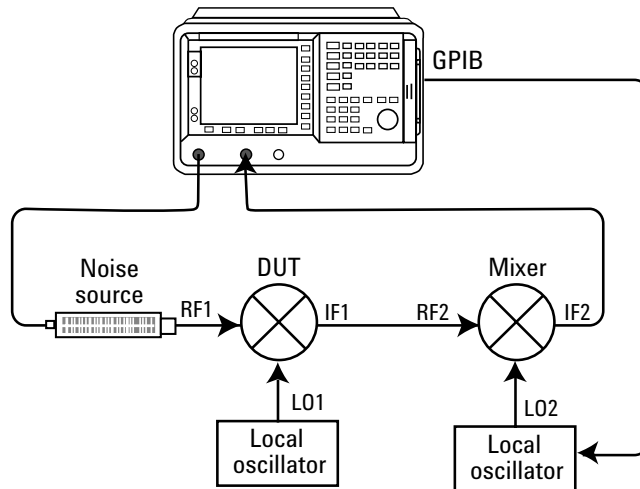 GPIB
Noise
source
DUT
Mixer
RF1
IF1
RF2
IF2
LO1
LO2
Local
oscillator
Local
oscillator